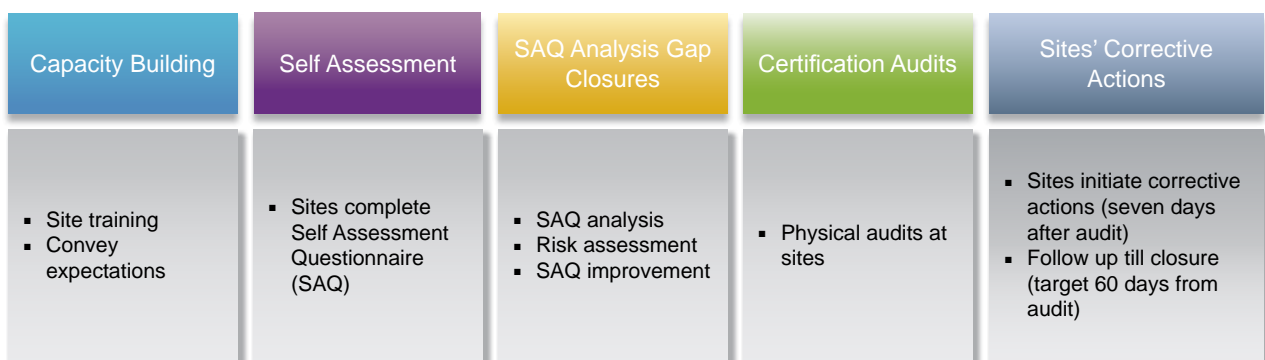 Capacity Building
Self Assessment
SAQ Analysis Gap
Closures
Certification Audits
Sites' Corrective
Actions
▪ Site training
▪ Convey
expectations
▪ Sites complete
Self Assessment
Questionnaire
(SAQ)
▪ SAQ analysis
▪ Risk assessment
▪ SAQ improvement
▪ Physical audits at
sites
▪ Sites initiate corrective
actions (seven days
after audit)
▪ Follow up till closure
(target 60 days from
audit)